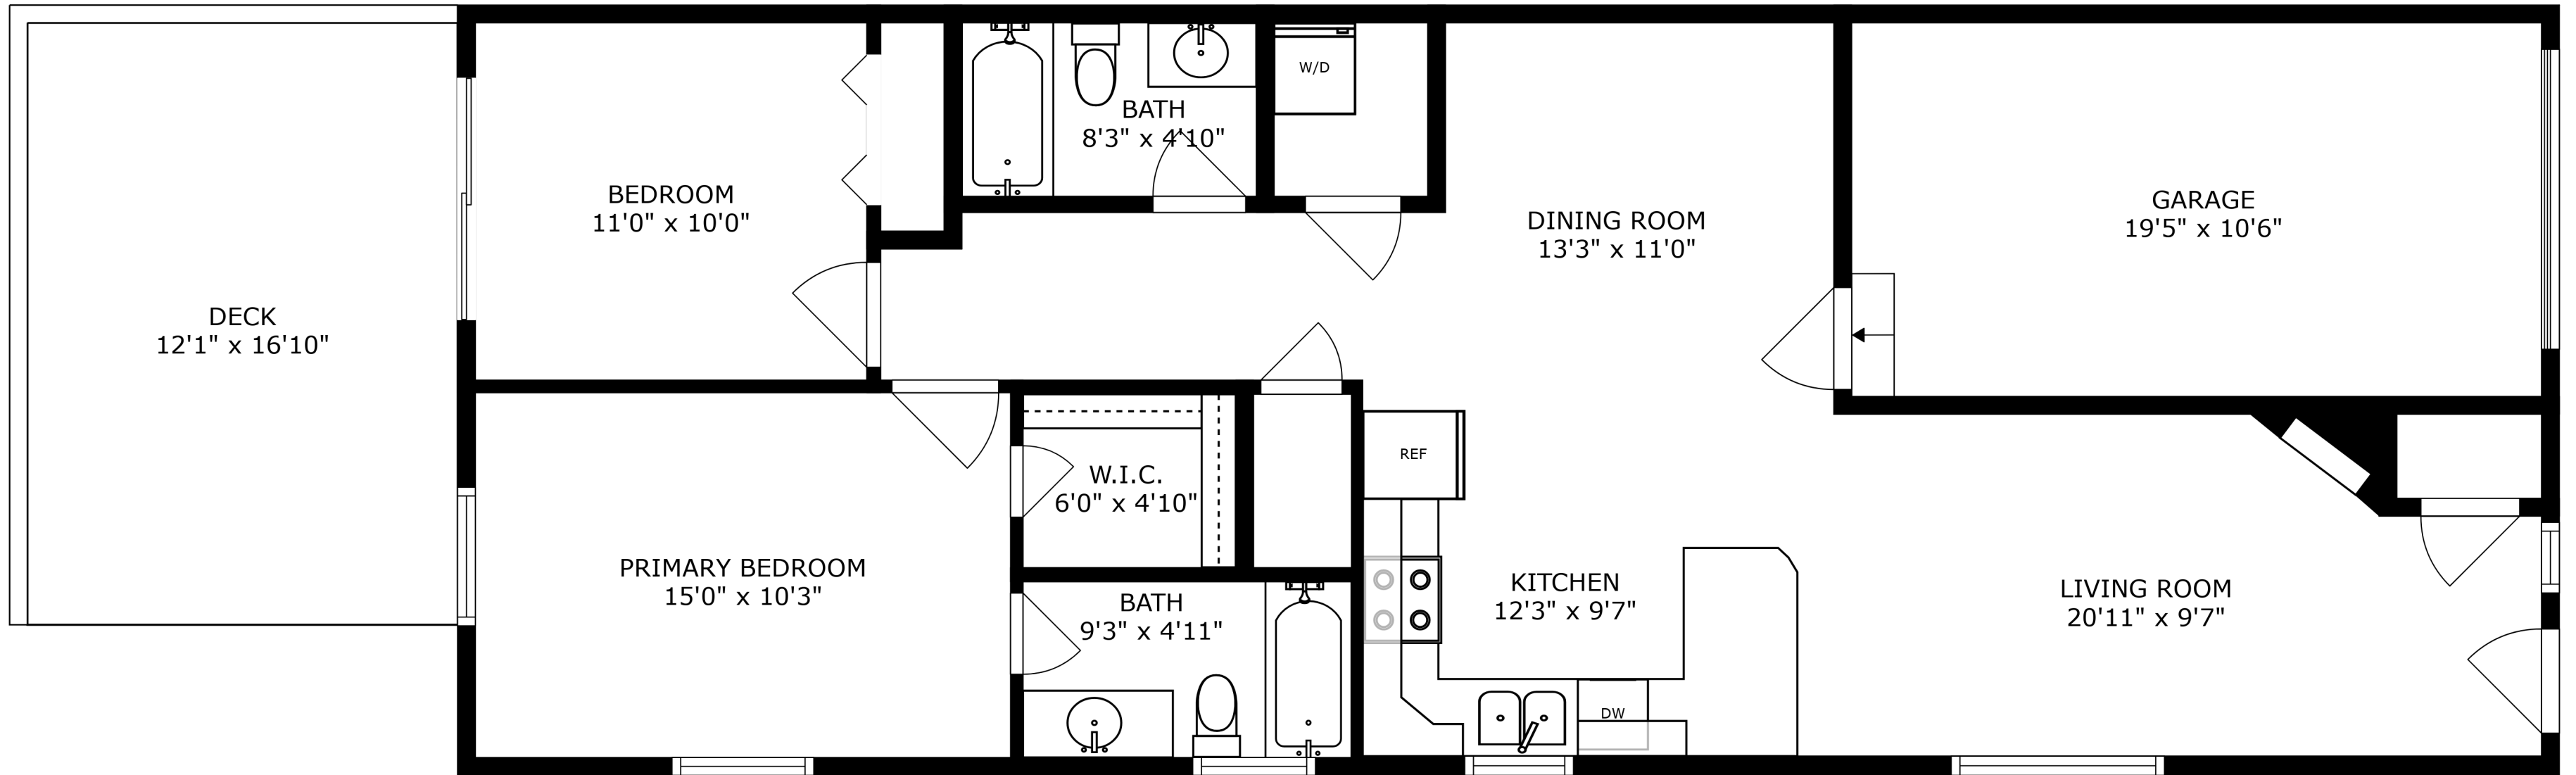 DECK
12'1" x 16'10"
BEDROOM
11'0" x 10'0"
BATH
8'3" x 4'10"
W/D
DINING ROOM
13'3" x 11'0"
GARAGE
19'5" x 10'6"
PRIMARY BEDROOM
15'0" x 10'3"
W.I.C.
6'0" x 4'10"
BATH
9'3" x 4'11"
REF
KITCHEN
12'3" x 9'7"
DW
LIVING ROOM
20'11" x 9'7"